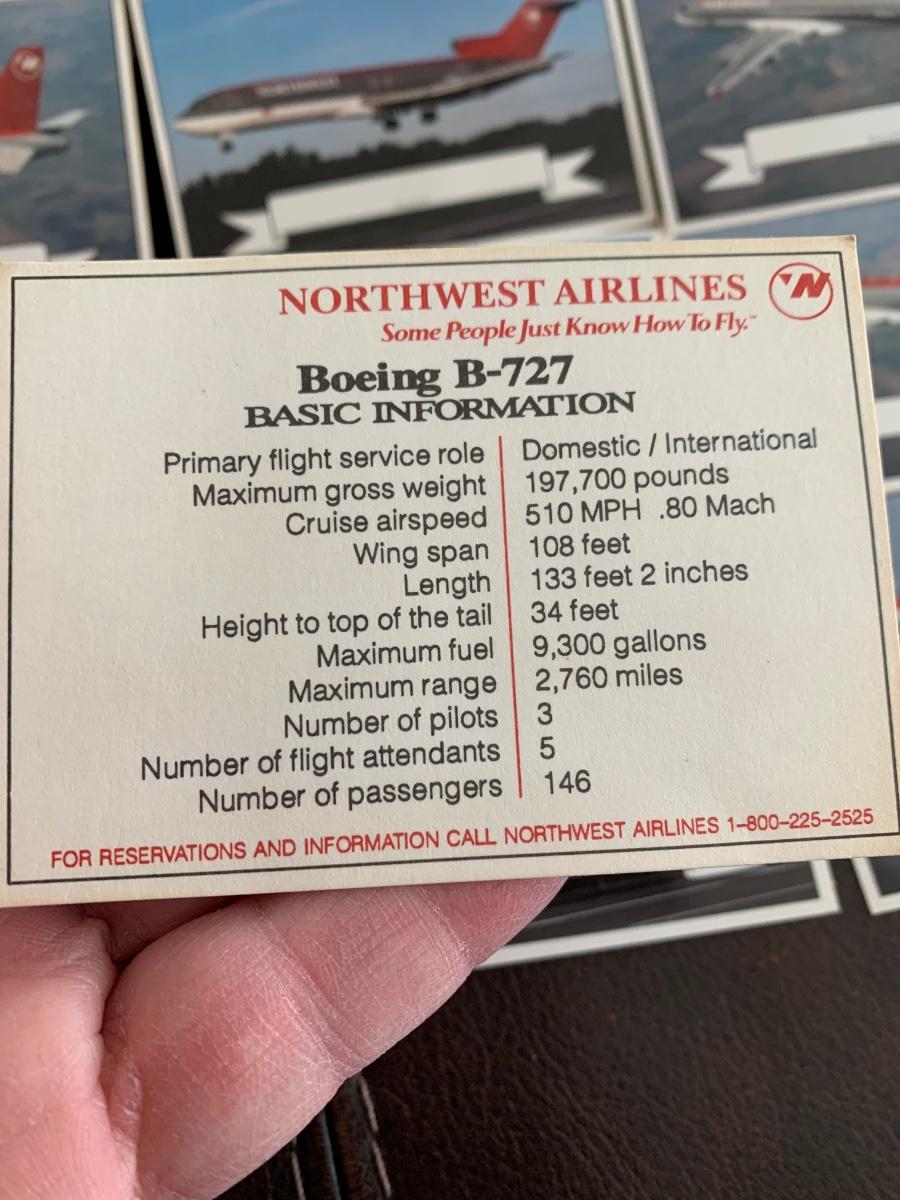 NORTHWEST AIRLINES
Some People Just Know How To Fly.™
Boeing B-727
BASIC INFORMATION
Primary flight service role Domestic / International
Maximum gross weight 197,700 pounds
Cruise airspeed 510 MPH .80 Mach
Wing span 108 feet
Length 133 feet 2 inches
Height to top of the tail 34 feet
Maximum fuel 9,300 gallons
Maximum range 2,760 miles
Number of pilots 3
Number of flight attendants 5
Number of passengers 146
FOR RESERVATIONS AND INFORMATION CALL NORTHWEST AIRLINES 1-800-225-2525